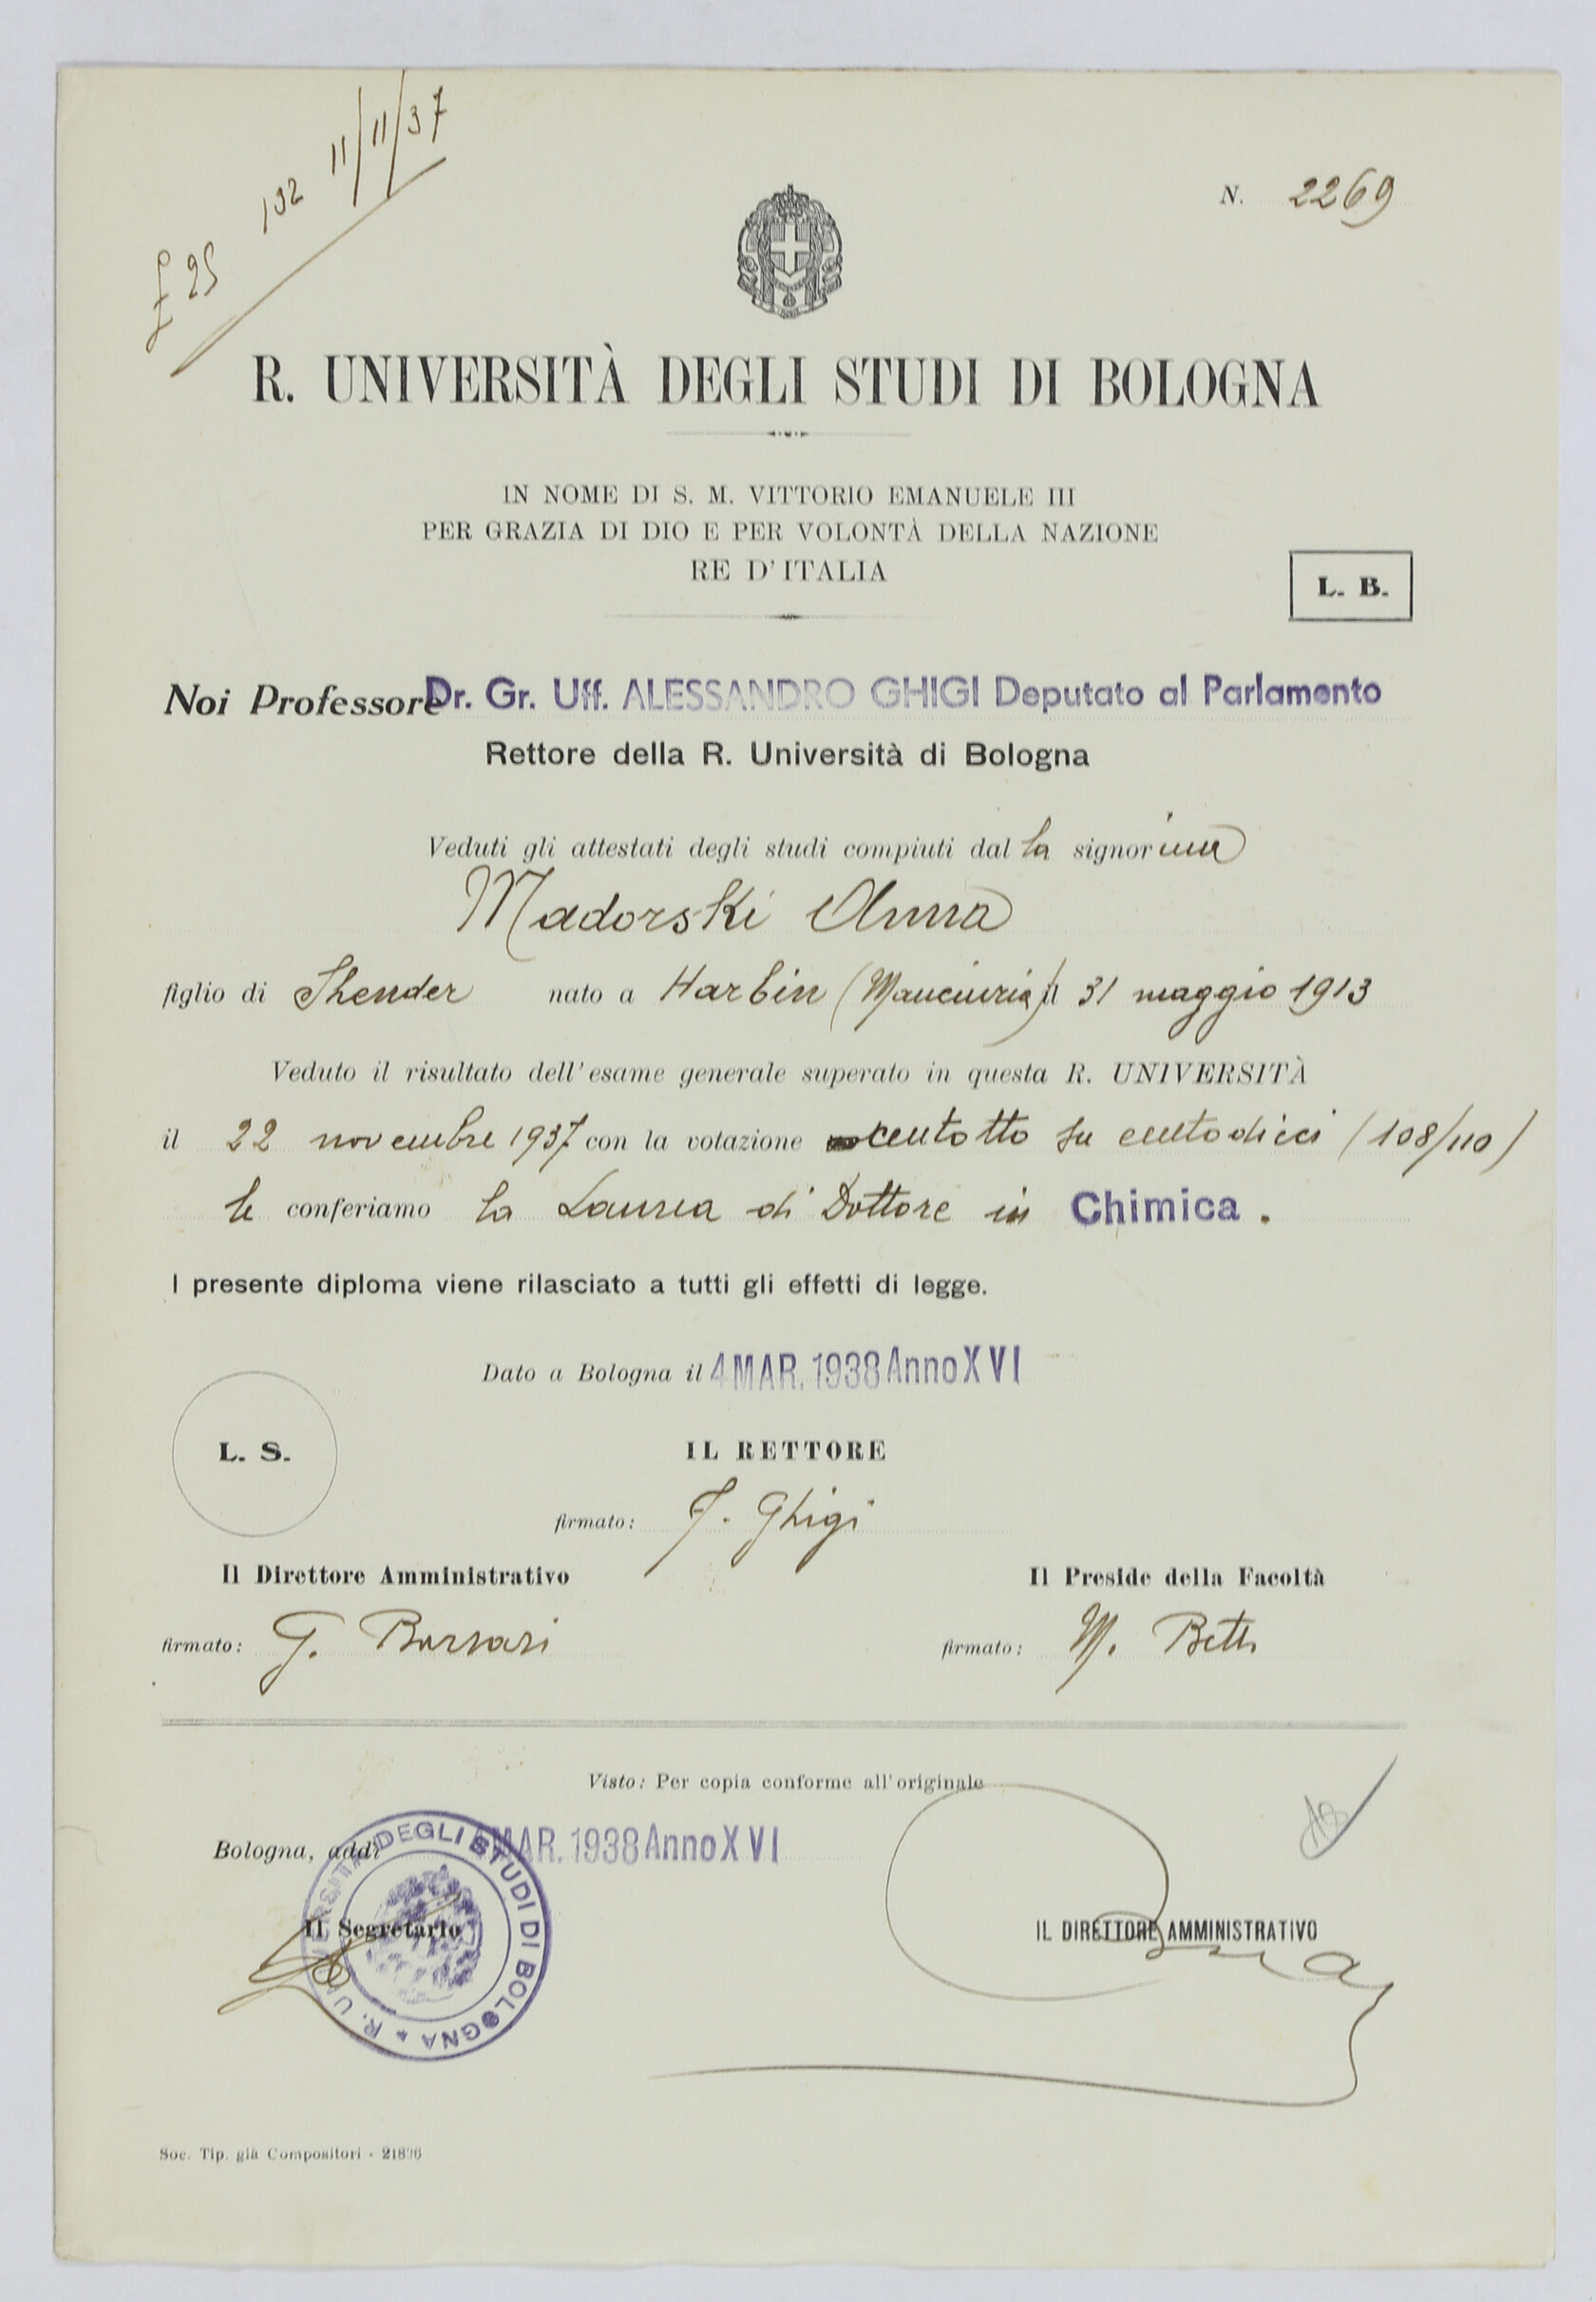 £ 25 132 11/11/37
N. 2269
R. UNIVERSITÀ DEGLI STUDI DI BOLOGNA
IN NOME DI S. M. VITTORIO EMANUELE III
PER GRAZIA DI DIO E PER VOLONTÀ DELLA NAZIONE
RE D'ITALIA
L. B.
Noi Professore Dr. Gr. Uff. ALESSANDRO GHIGI Deputato al Parlamento
Rettore della R. Università di Bologna
Veduti gli attestati degli studi compiuti dal la signorina
Madorski Anna
figlio di Shender nato a Harbin (Manciuria) il 31 maggio 1913
Veduto il risultato dell'esame generale superato in questa R. UNIVERSITÀ
il 22 novembre 1937 con la votazione centotto su centodieci (108/110)
le conferiamo la Laurea di Dottore in Chimica.
l presente diploma viene rilasciato a tutti gli effetti di legge.
Dato a Bologna il 4 MAR. 1938 Anno XVI
L. S.
IL RETTORE
firmato: F. Ghigi
Il Direttore Amministrativo
Il Preside della Facoltà
firmato: G. Borsari
firmato: M. Betti
Visto: Per copia conforme all'originale
Bologna, addì MAR. 1938 Anno XVI
Il Segretario
R. UNIVERSITÀ DEGLI STUDI DI BOLOGNA
IL DIRETTORE AMMINISTRATIVO
Soc. Tip. già Compositori - 21836